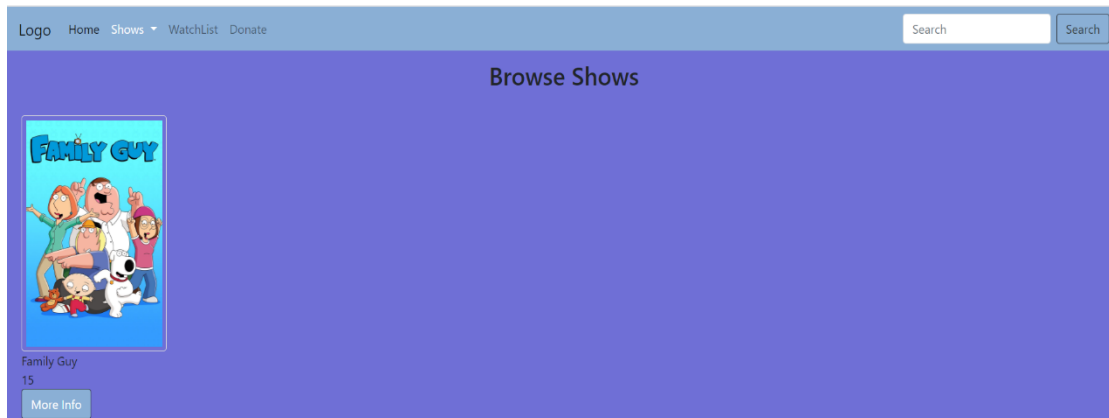 Logo Home Shows WatchList Donate Search Search
Browse Shows
FAMILY GUY
Family Guy
15
More Info